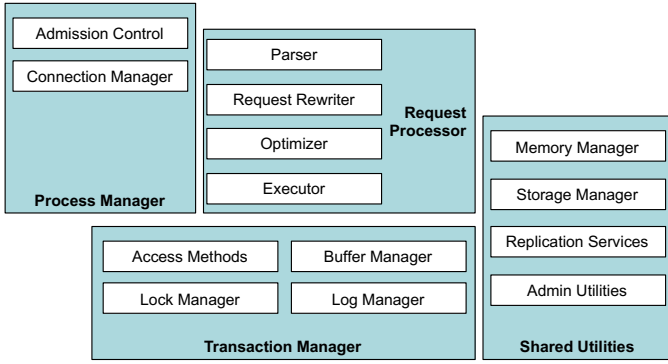 Admission Control
Connection Manager
Process Manager
Parser
Request Rewriter
Optimizer
Executor
Request
Processor
Memory Manager
Storage Manager
Replication Services
Admin Utilities
Shared Utilities
Access Methods
Buffer Manager
Lock Manager
Log Manager
Transaction Manager